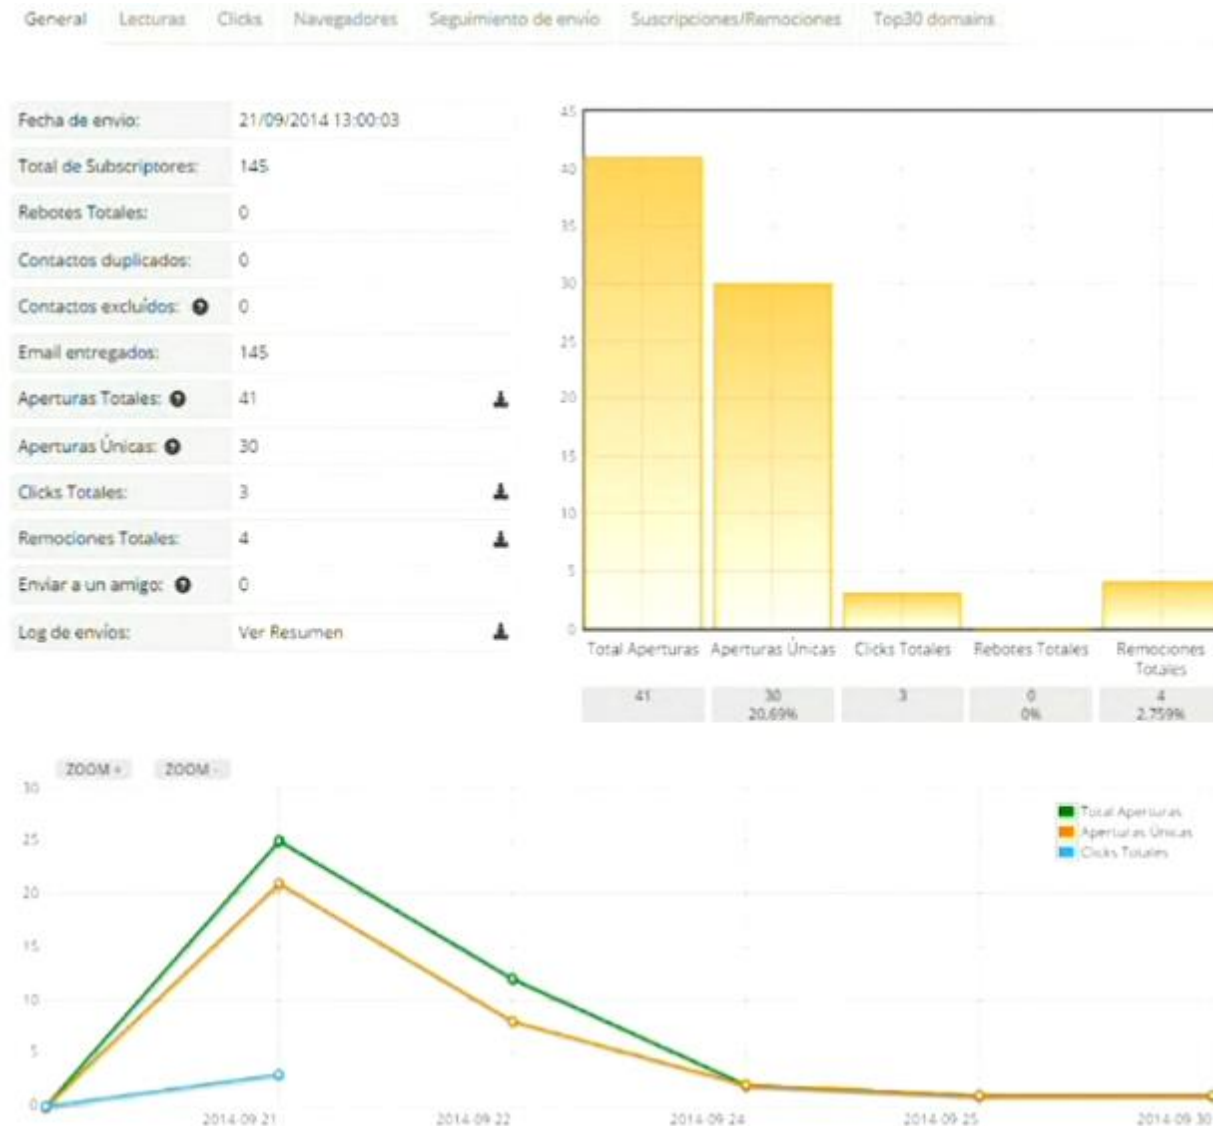 General Lecturas Clicks Navegadores Seguimiento de envío Suscripciones/Remociones Top30 domains
Fecha de envio: 21/09/2014 13:00:03
Total de Subscriptores: 145
Rebotes Totales: 0
Contactos duplicados: 0
Contactos excluídos: ? 0
Email entregados: 145
Aperturas Totales: ? 41
Aperturas Únicas: ? 30
Clicks Totales: 3
Remociones Totales: 4
Enviar a un amigo: ? 0
Log de envíos: Ver Resumen
45
40
35
30
25
20
15
10
5
0
Total Aperturas Aperturas Únicas Clicks Totales Rebotes Totales Remociones
Totales
41 30 3 0 4
20.69% 0% 2.759%
ZOOM + ZOOM -
30
25
20
15
10
5
0
Total Aperturas
Aperturas Únicas
Clicks Totales
2014-09-21 2014-09-22 2014-09-24 2014-09-25 2014-09-30